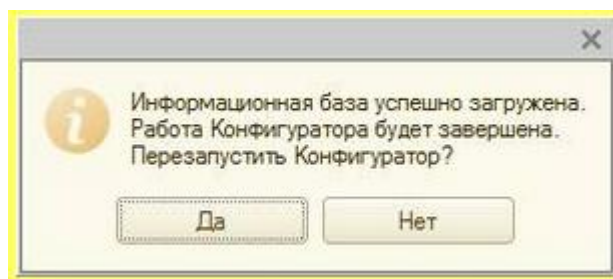 Информационная база успешно загружена.
Работа Конфигуратора будет завершена.
Перезапустить Конфигуратор?
Да
Нет